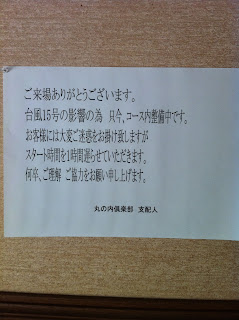 ご来場ありがとうございます。
台風15号の影響の為　只今、コース内整備中です。
お客様には大変ご迷惑をお掛け致しますが
スタート時間を1時間遅らせていただきます。
何卒、ご理解 ご協力をお願い申し上げます。
丸の内倶楽部　支配人